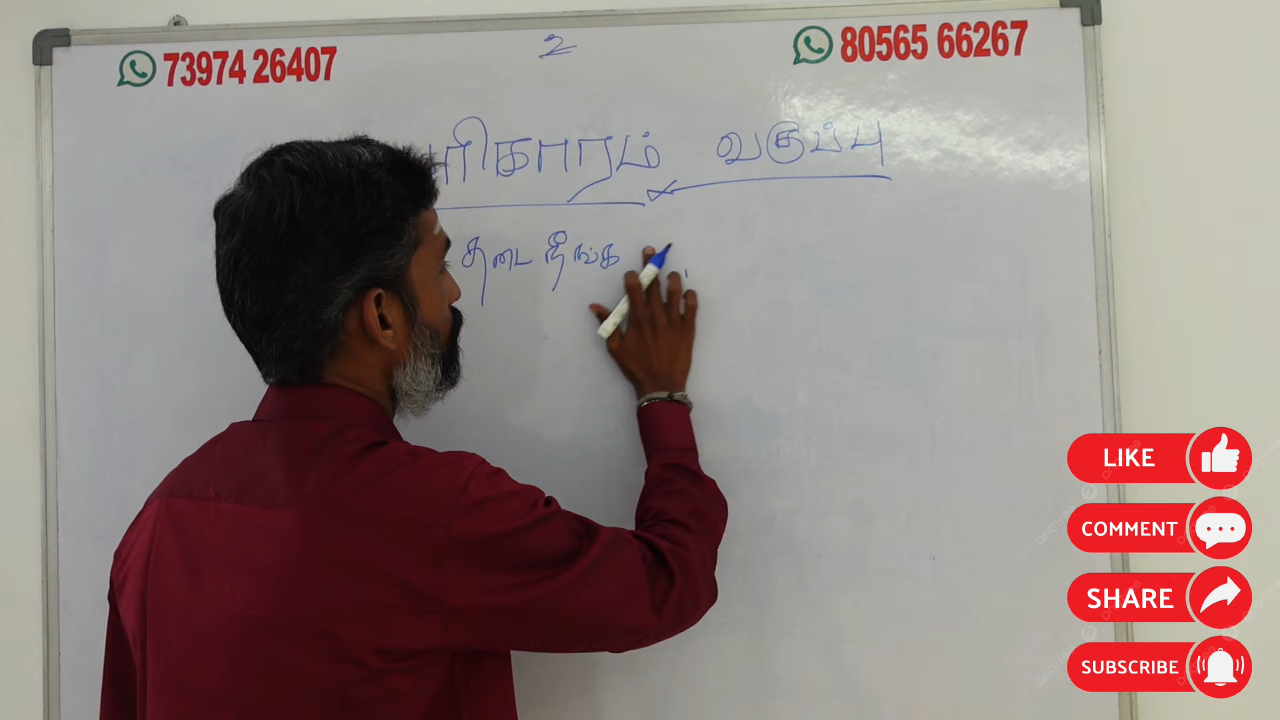 73974 26407
2
80565 66267
ரிகாரம் வகுப்பு
தடை நீங்க
LIKE
COMMENT
SHARE
SUBSCRIBE